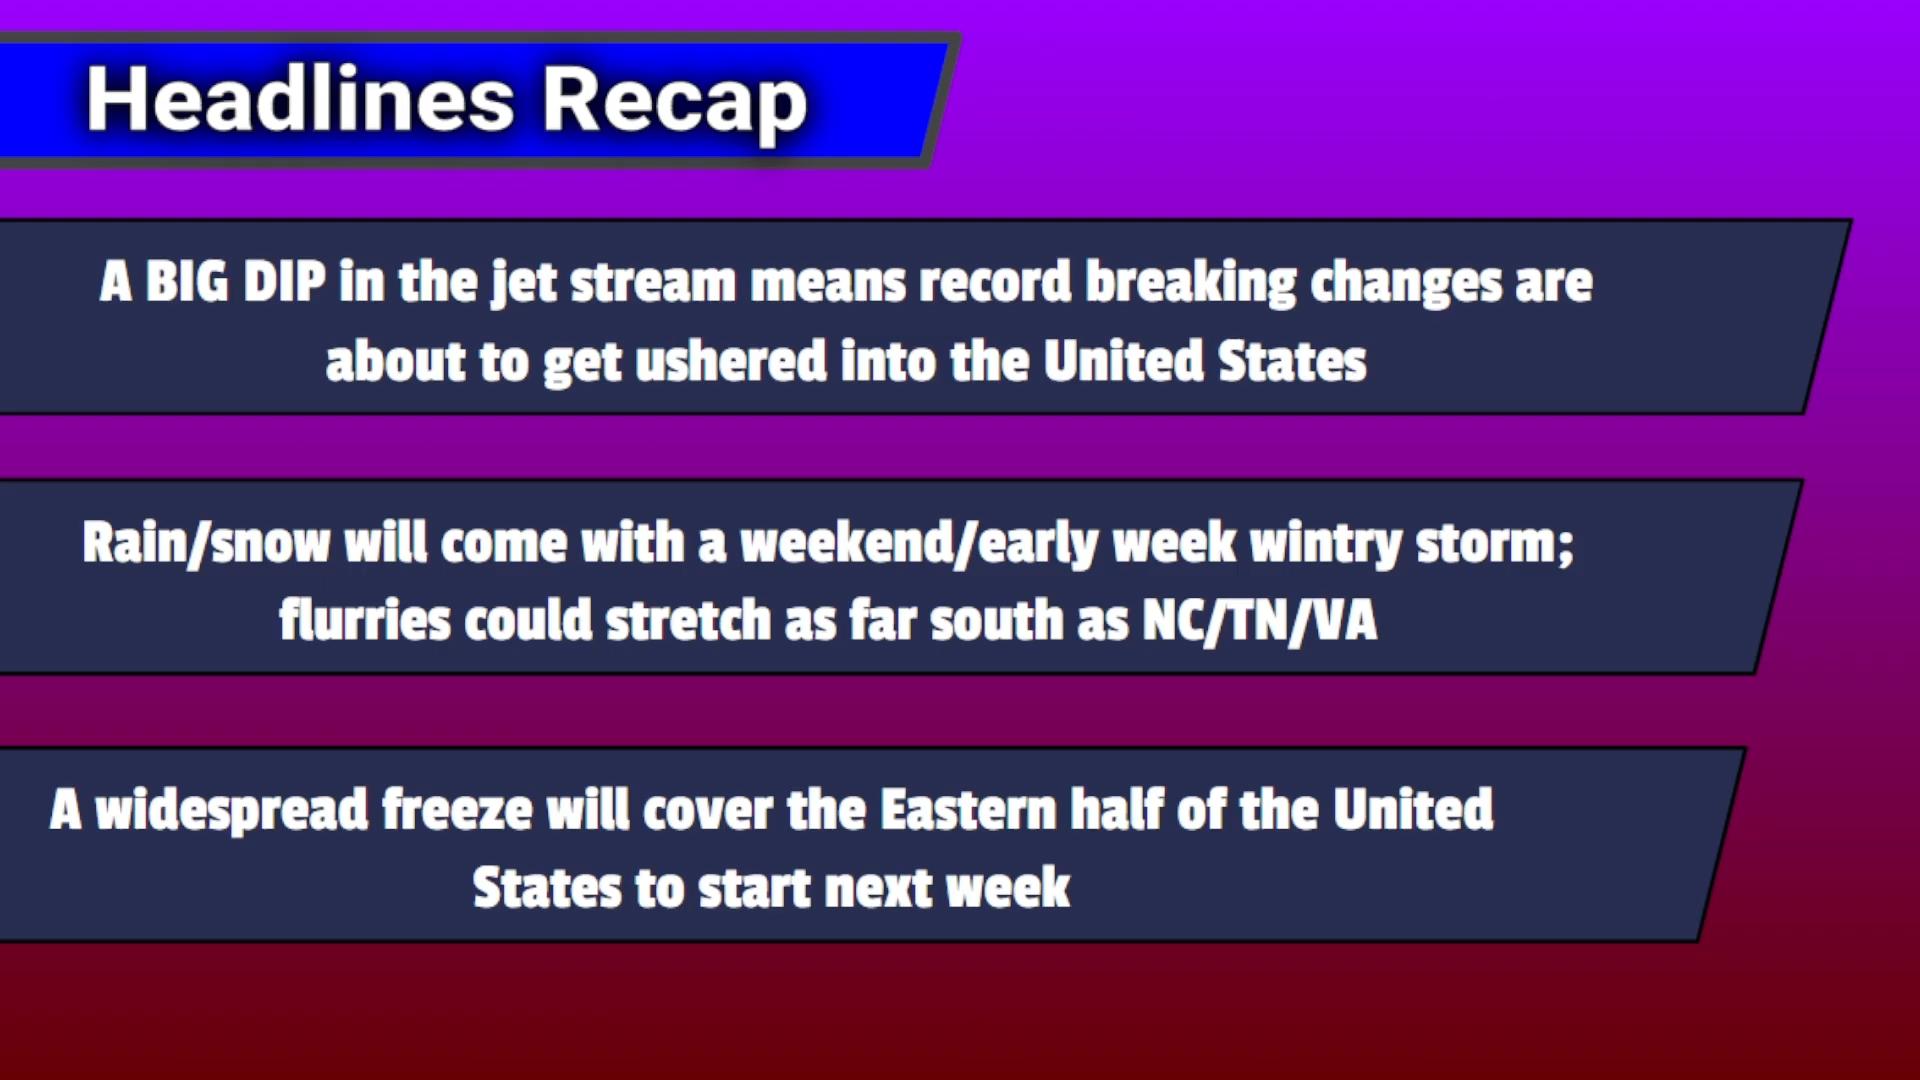 Headlines Recap
A BIG DIP in the jet stream means record breaking changes are
about to get ushered into the United States
Rain/snow will come with a weekend/early week wintry storm;
flurries could stretch as far south as NC/TN/VA
A widespread freeze will cover the Eastern half of the United
States to start next week